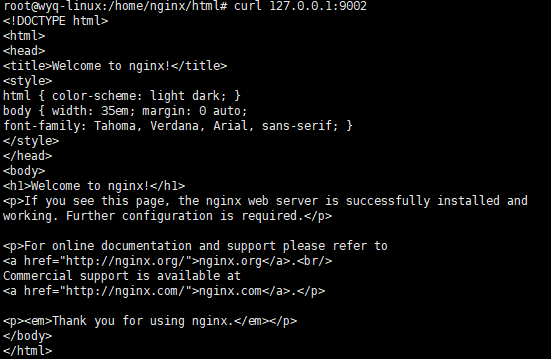 root@wyq-linux:/home/nginx/html# curl 127.0.0.1:9002
<!DOCTYPE html>
<html>
<head>
<title>Welcome to nginx!</title>
<style>
html { color-scheme: light dark; }
body { width: 35em; margin: 0 auto;
font-family: Tahoma, Verdana, Arial, sans-serif; }
</style>
</head>
<body>
<h1>Welcome to nginx!</h1>
<p>If you see this page, the nginx web server is successfully installed and
working. Further configuration is required.</p>

<p>For online documentation and support please refer to
<a href="http://nginx.org/">nginx.org</a>.<br/>
Commercial support is available at
<a href="http://nginx.com/">nginx.com</a>.</p>

<p><em>Thank you for using nginx.</em></p>
</body>
</html>